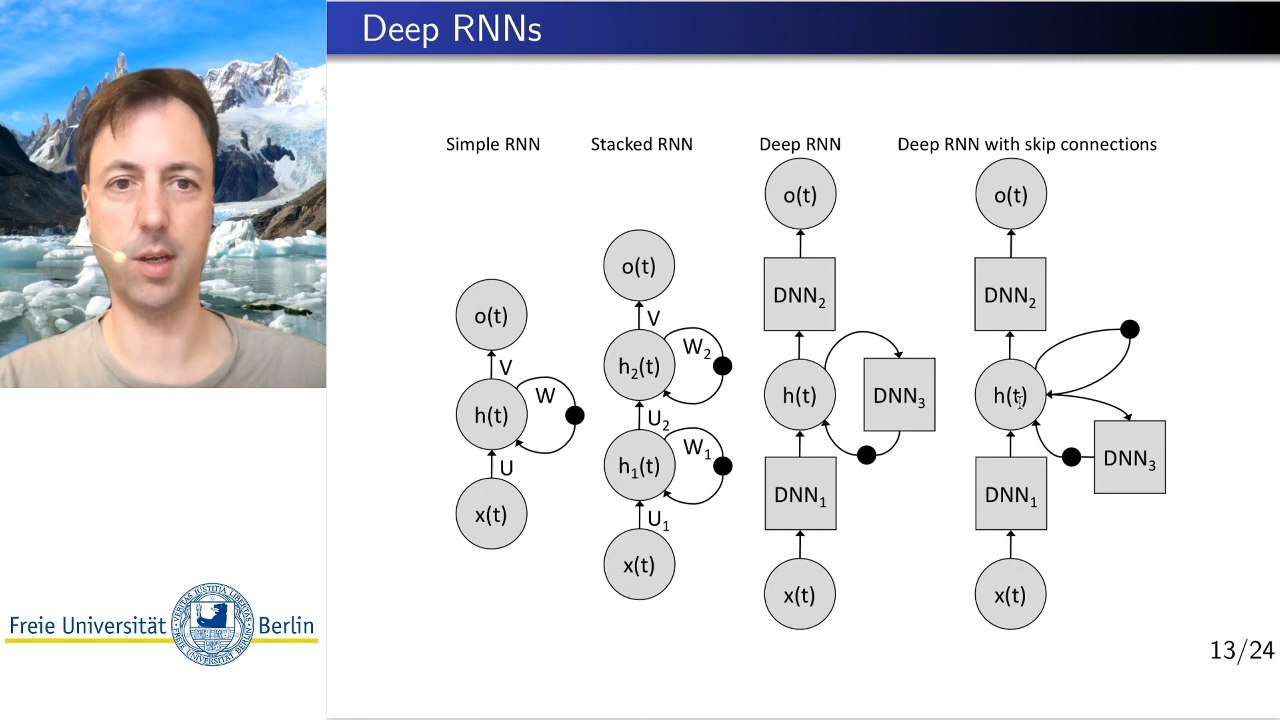 Deep RNNs
Simple RNN
o(t)
V
h(t)
W
U
x(t)
Stacked RNN
o(t)
V
h₂(t)
W₂
U₂
h₁(t)
W₁
U₁
x(t)
Deep RNN
o(t)
DNN₂
h(t)
DNN₃
DNN₁
x(t)
Deep RNN with skip connections
o(t)
DNN₂
h(t)
DNN₃
DNN₁
x(t)
Freie Universität Berlin
13/24